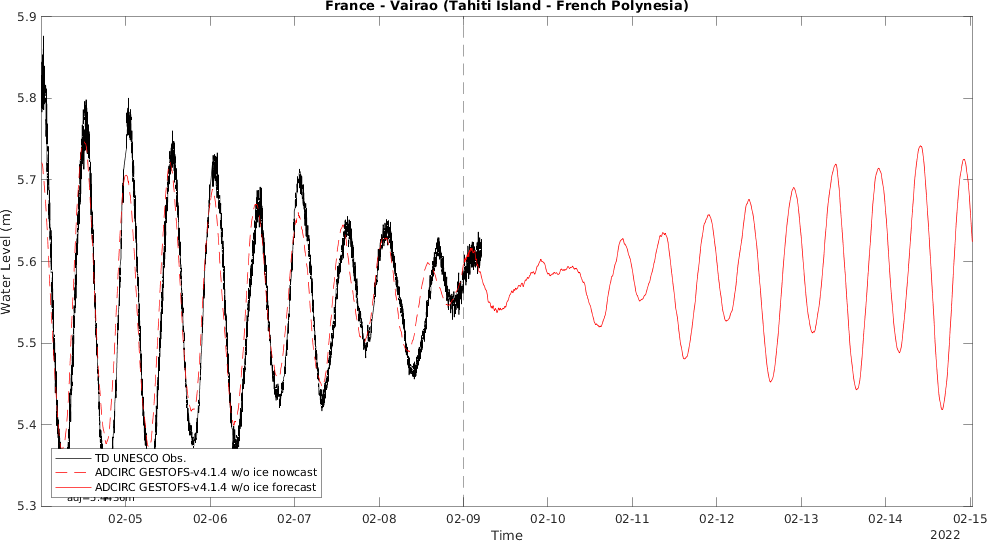 France - Vairao (Tahiti Island - French Polynesia)
5.9
5.8
5.7
5.6
5.5
5.4
5.3
Water Level (m)
TD UNESCO Obs.
ADCIRC GESTOFS-v4.1.4 w/o ice nowcast
ADCIRC GESTOFS-v4.1.4 w/o ice forecast
02-05 02-06 02-07 02-08 02-09 02-10 02-11 02-12 02-13 02-14 02-15
Time
2022